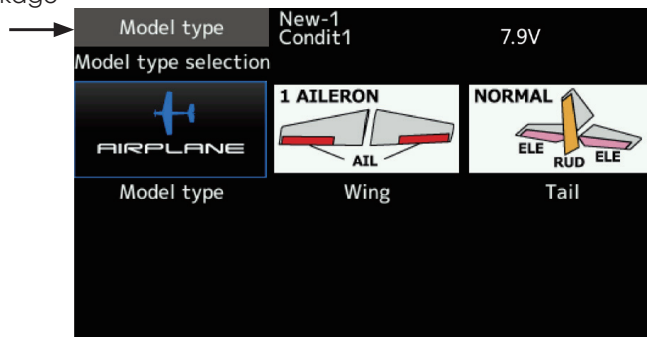 kage
Model type
New-1
Condit1
7.9V
Model type selection
AIRPLANE
1 AILERON
AIL
NORMAL
ELE
RUD
ELE
Model type
Wing
Tail